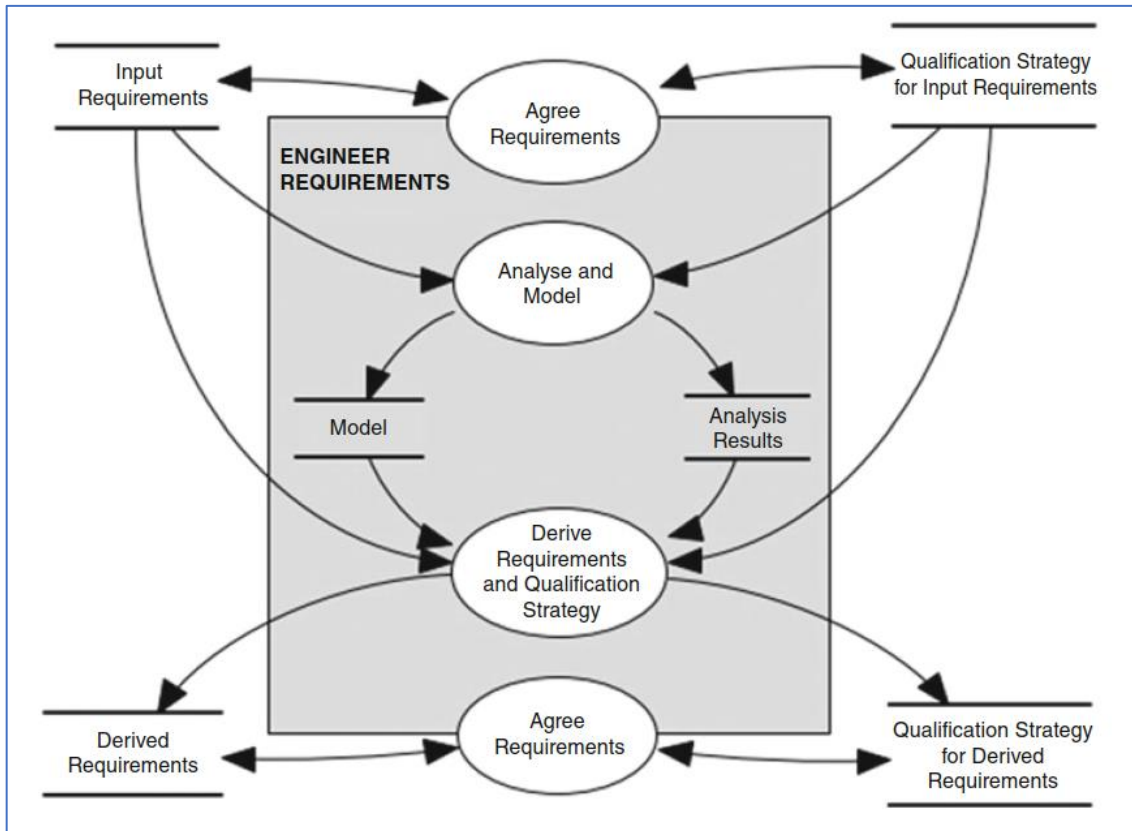 Input
Requirements
Agree
Requirements
Qualification Strategy
for Input Requirements
ENGINEER
REQUIREMENTS
Analyse and
Model
Model
Analysis
Results
Derive
Requirements
and Qualification
Strategy
Derived
Requirements
Agree
Requirements
Qualification Strategy
for Derived
Requirements